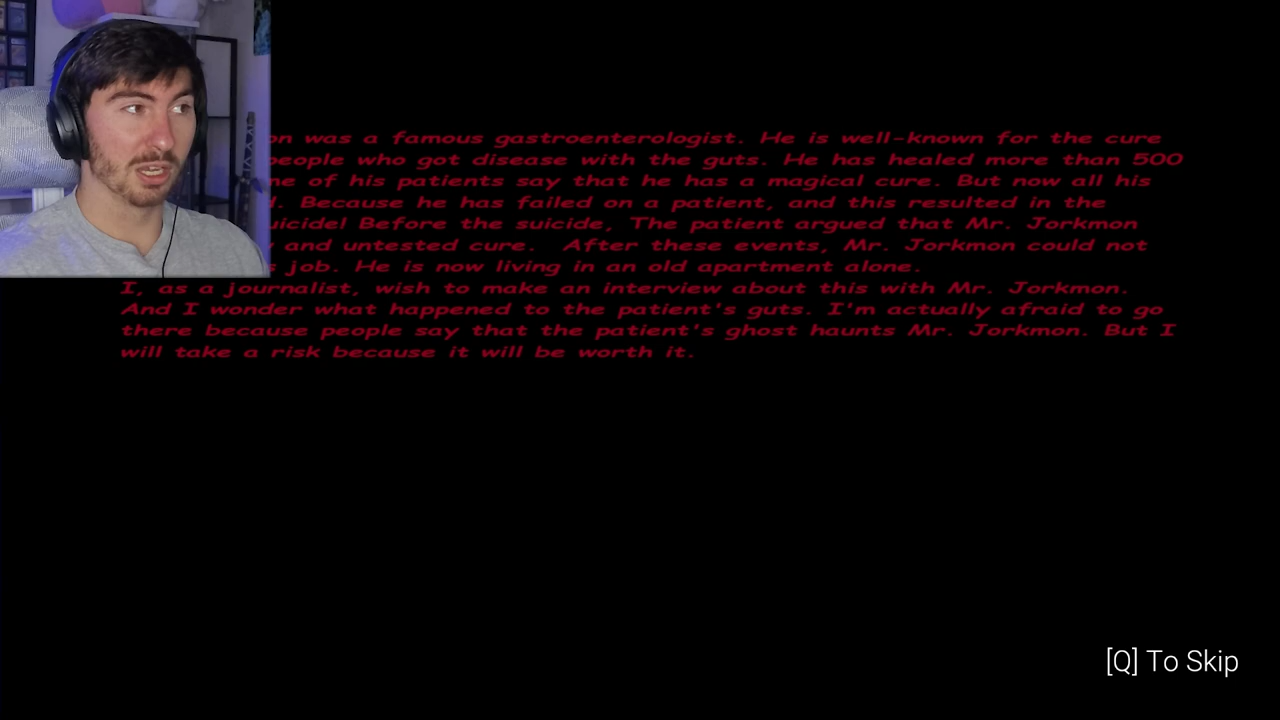 was a famous gastroenterologist. He is well-known for the cure
people who got disease with the guts. He has healed more than 500
of his patients say that he has a magical cure. But now all his
Because he has failed on a patient, and this resulted in the
Before the suicide, The patient argued that Mr. Jorkmon
and untested cure. After these events, Mr. Jorkmon could not
job. He is now living in an old apartment alone.
I, as a journalist, wish to make an interview about this with Mr. Jorkmon.
And I wonder what happened to the patient's guts. I'm actually afraid to go
there because people say that the patient's ghost haunts Mr. Jorkmon. But I
will take a risk because it will be worth it.
[Q] To Skip